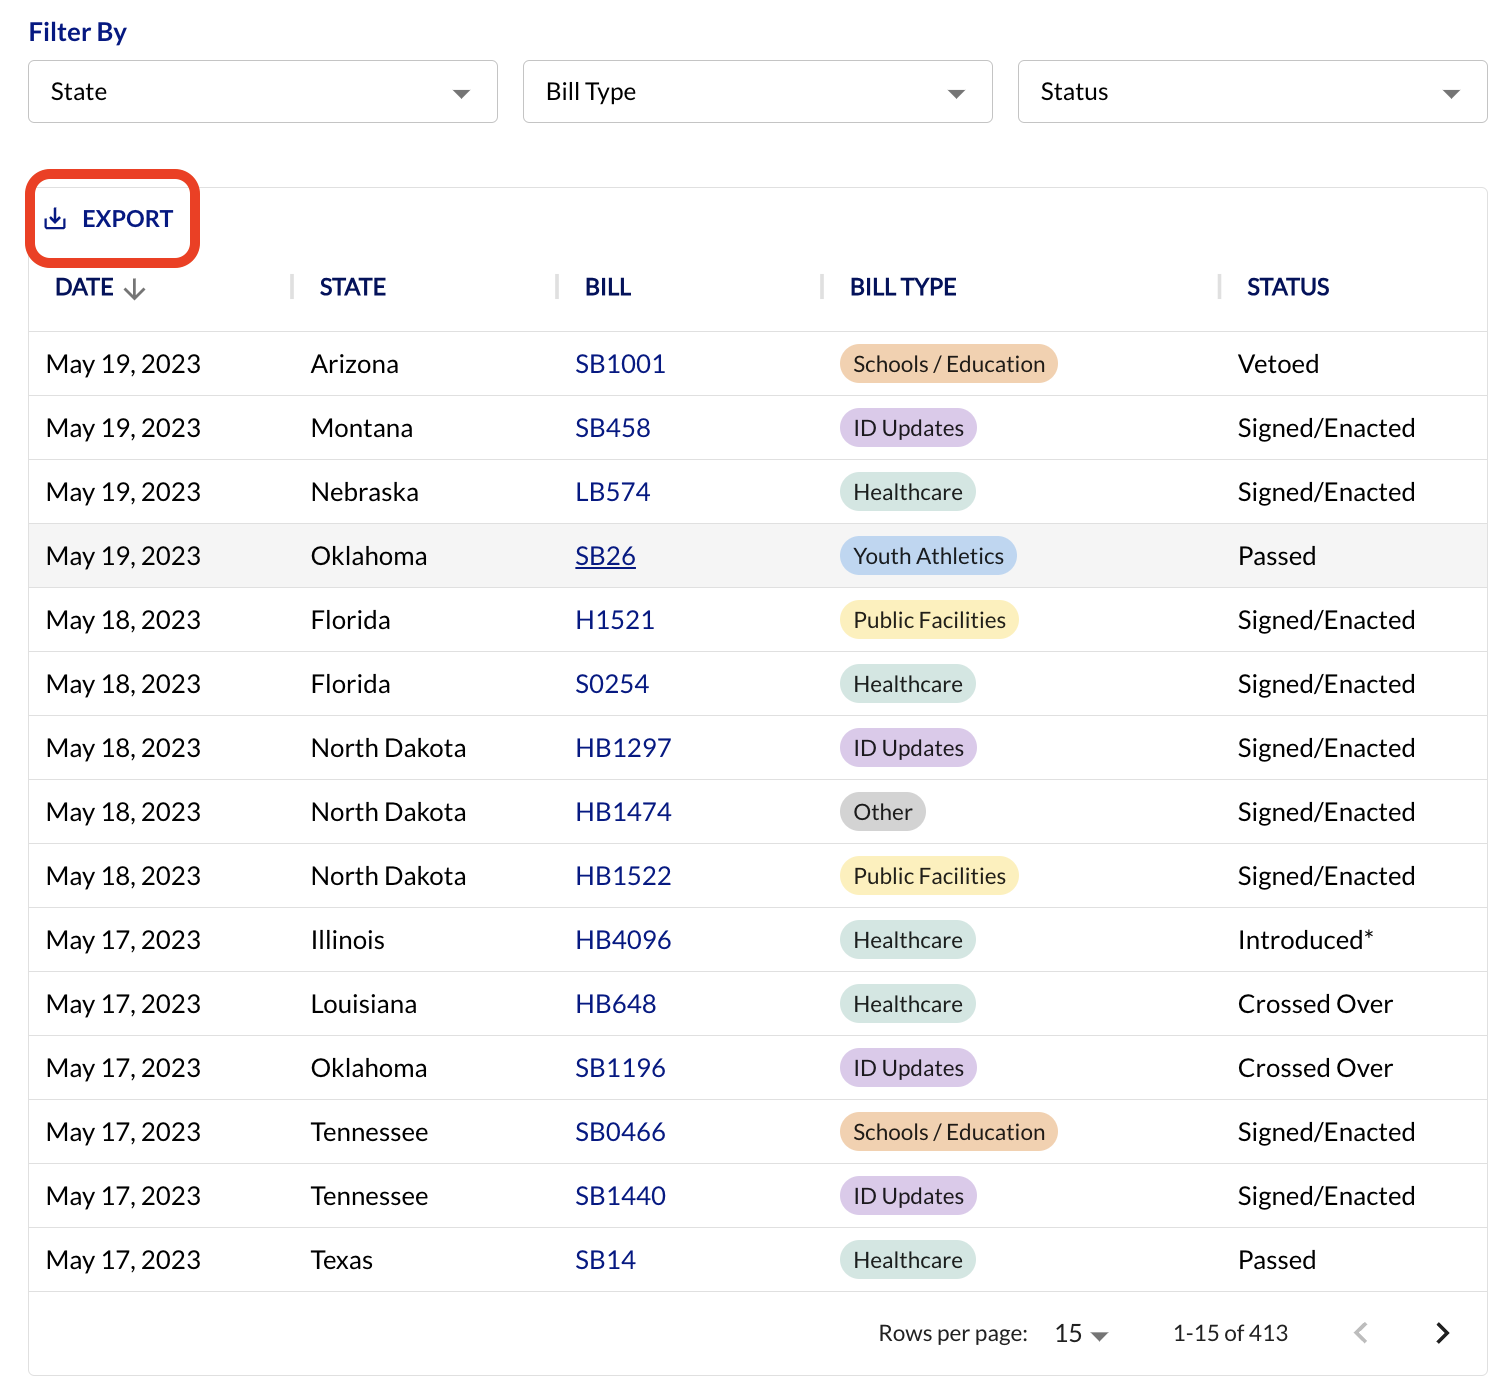 Filter By
State Bill Type Status
EXPORT
DATE STATE BILL BILL TYPE STATUS
May 19, 2023 Arizona SB1001 Schools / Education Vetoed
May 19, 2023 Montana SB458 ID Updates Signed/Enacted
May 19, 2023 Nebraska LB574 Healthcare Signed/Enacted
May 19, 2023 Oklahoma SB26 Youth Athletics Passed
May 18, 2023 Florida H1521 Public Facilities Signed/Enacted
May 18, 2023 Florida S0254 Healthcare Signed/Enacted
May 18, 2023 North Dakota HB1297 ID Updates Signed/Enacted
May 18, 2023 North Dakota HB1474 Other Signed/Enacted
May 18, 2023 North Dakota HB1522 Public Facilities Signed/Enacted
May 17, 2023 Illinois HB4096 Healthcare Introduced*
May 17, 2023 Louisiana HB648 Healthcare Crossed Over
May 17, 2023 Oklahoma SB1196 ID Updates Crossed Over
May 17, 2023 Tennessee SB0466 Schools / Education Signed/Enacted
May 17, 2023 Tennessee SB1440 ID Updates Signed/Enacted
May 17, 2023 Texas SB14 Healthcare Passed
Rows per page: 15 1-15 of 413